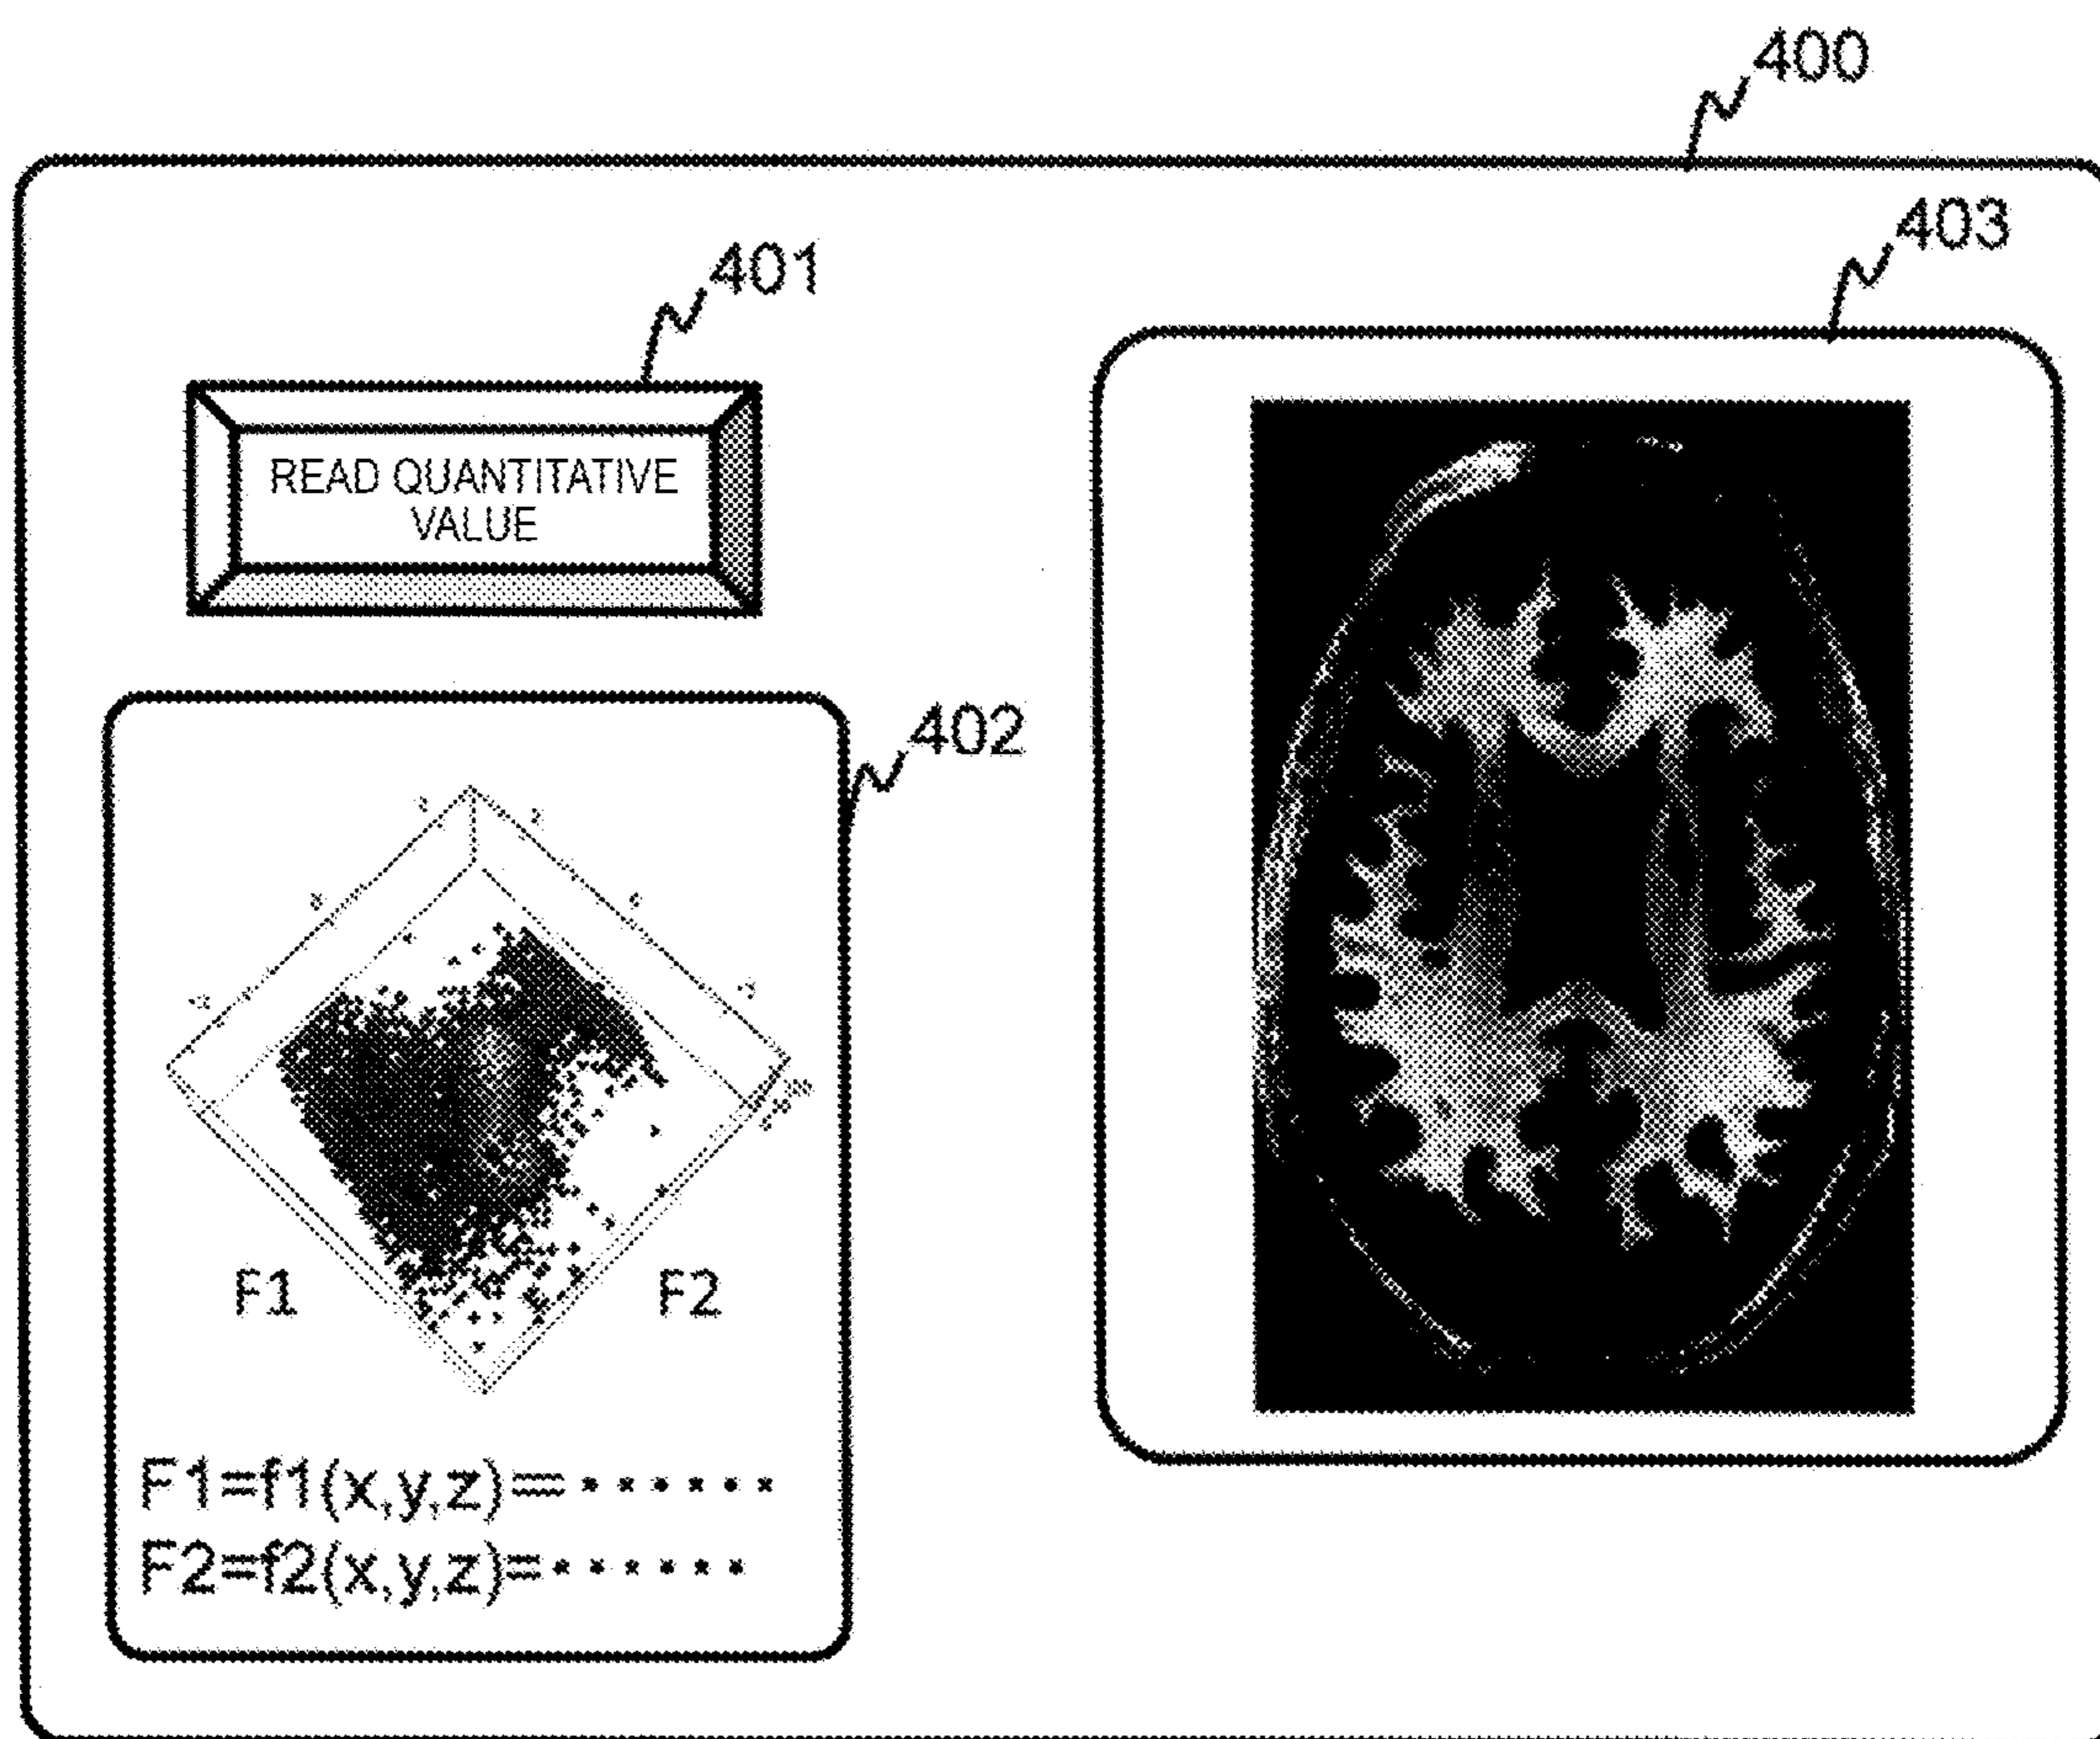 400
403
401
READ QUANTITATIVE
VALUE
402
F1
F2
F1=f1(x,y,z)=······
F2=f2(x,y,z)=······